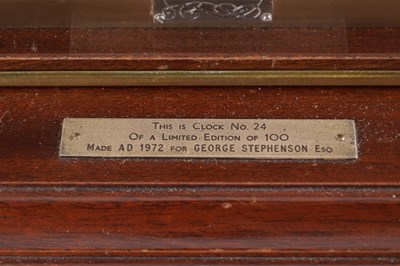 This is Clock No. 24
Of a Limited Edition of 100
Made AD 1972 for GEORGE STEPHENSON Esq